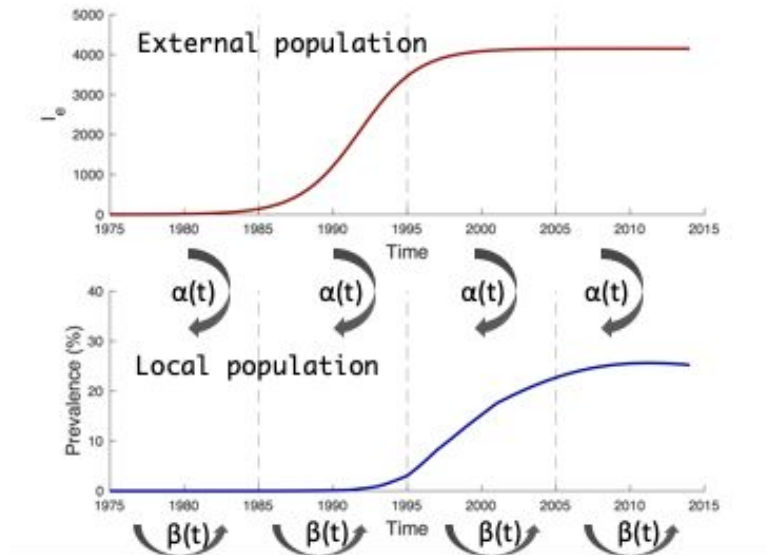 5000
External population
4000
3000
2000
1000
0
I_e
1975 1980 1985 1990 1995 2000 2005 2010 2015
Time
α(t) α(t) α(t) α(t)
40
30
Local population
20
10
0
Prevalence (%)
1975 1980 1985 1990 1995 2000 2005 2010 2015
Time
β(t) β(t) β(t) β(t)